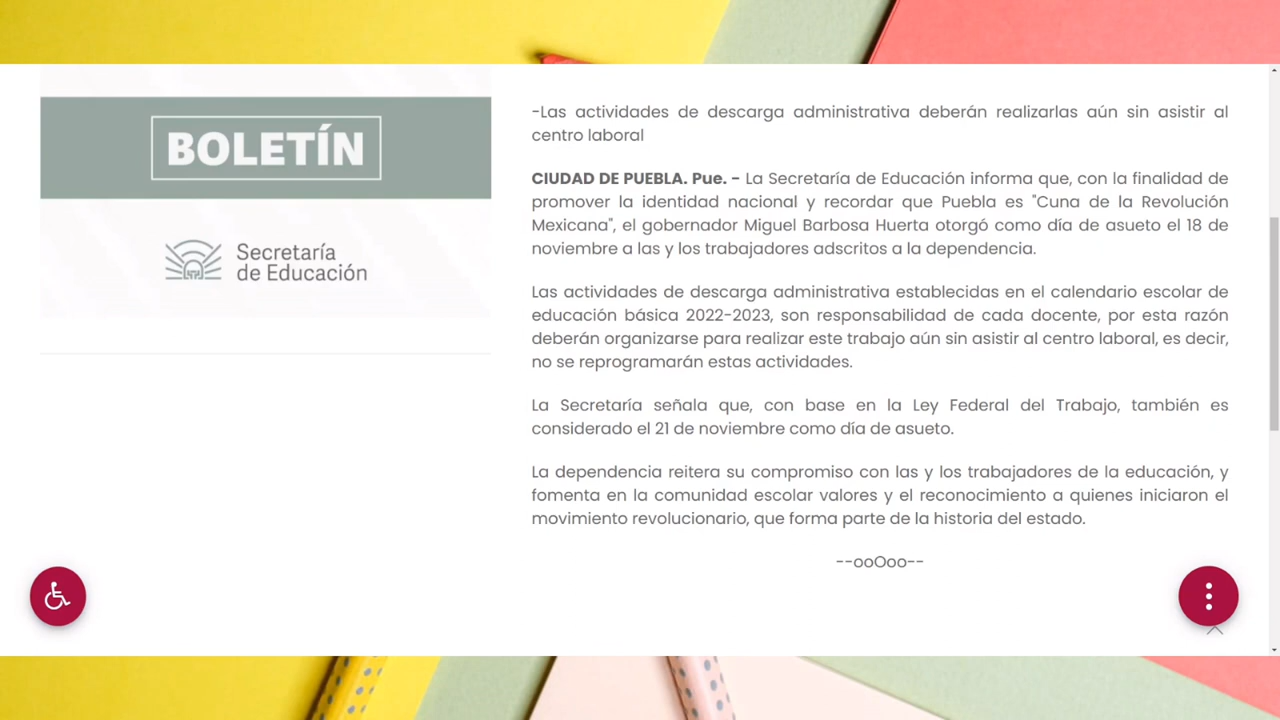 BOLETÍN
Secretaría
de Educación
-Las actividades de descarga administrativa deberán realizarlas aún sin asistir al
centro laboral
CIUDAD DE PUEBLA. Pue. - La Secretaría de Educación informa que, con la finalidad de
promover la identidad nacional y recordar que Puebla es "Cuna de la Revolución
Mexicana", el gobernador Miguel Barbosa Huerta otorgó como día de asueto el 18 de
noviembre a las y los trabajadores adscritos a la dependencia.
Las actividades de descarga administrativa establecidas en el calendario escolar de
educación básica 2022-2023, son responsabilidad de cada docente, por esta razón
deberán organizarse para realizar este trabajo aún sin asistir al centro laboral, es decir,
no se reprogramarán estas actividades.
La Secretaría señala que, con base en la Ley Federal del Trabajo, también es
considerado el 21 de noviembre como día de asueto.
La dependencia reitera su compromiso con las y los trabajadores de la educación, y
fomenta en la comunidad escolar valores y el reconocimiento a quienes iniciaron el
movimiento revolucionario, que forma parte de la historia del estado.
--ooOoo--